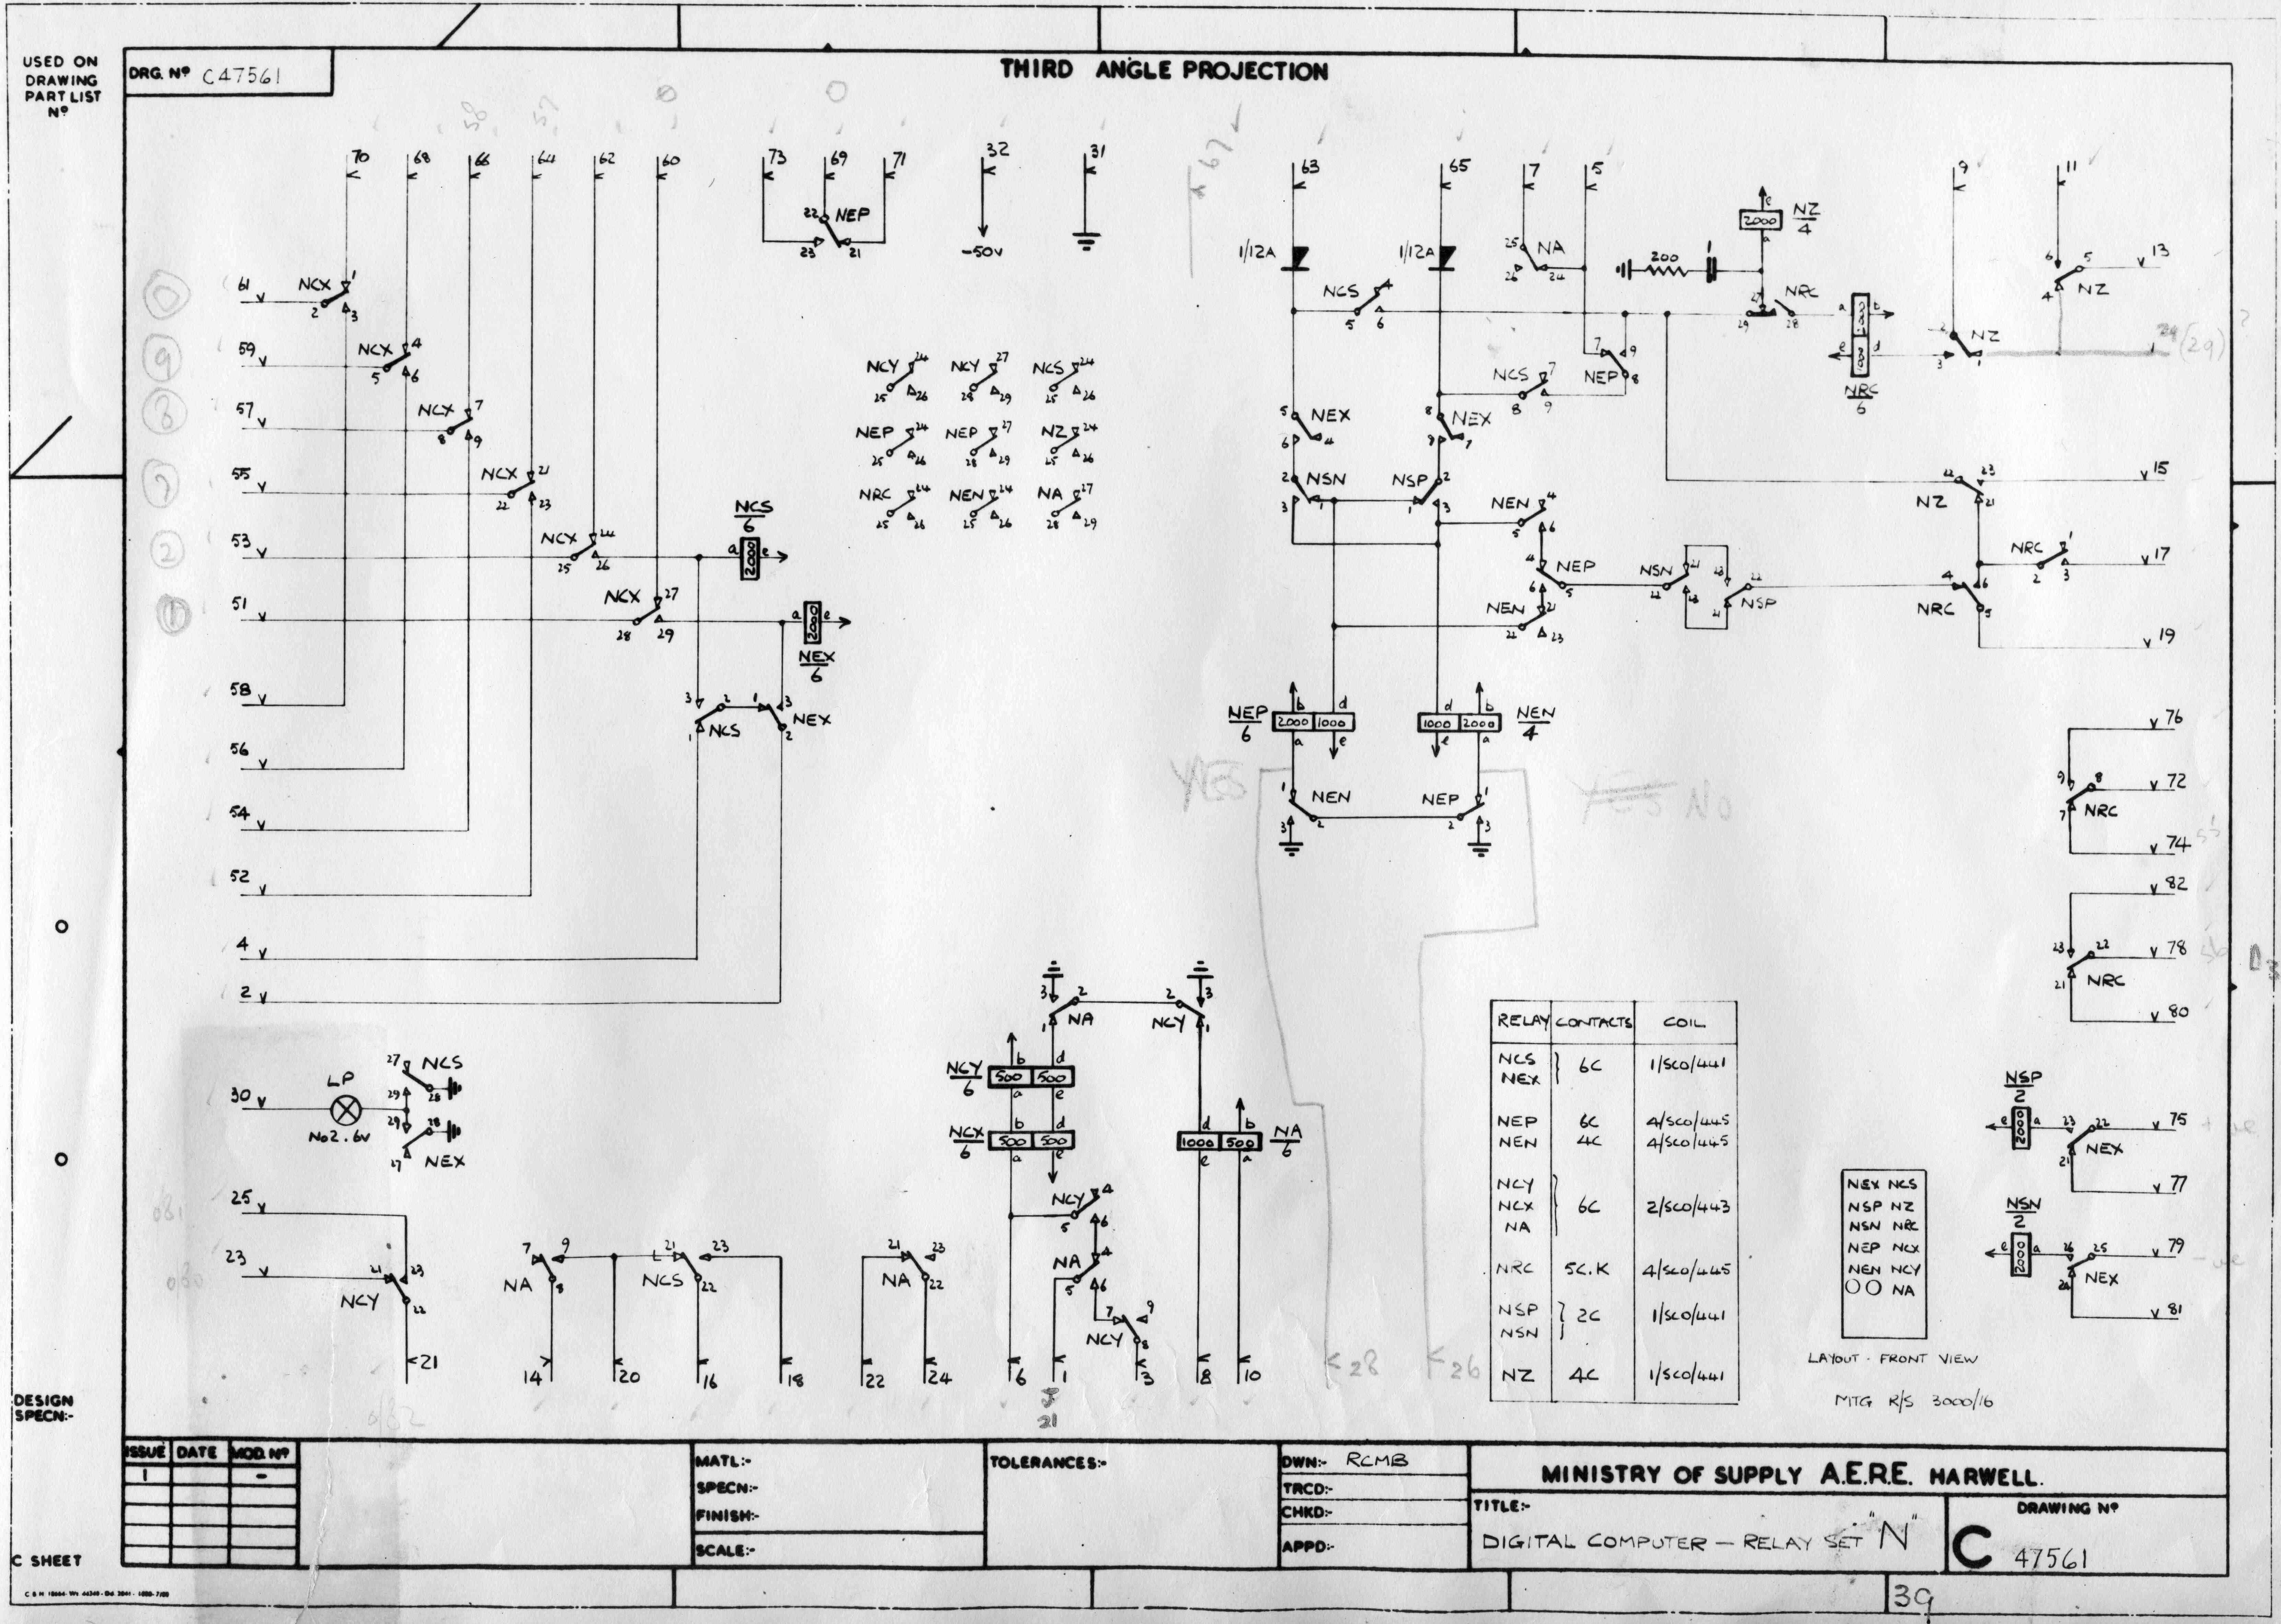 USED ON
DRAWING
PART LIST
Nº
DRG. Nº C47561
THIRD ANGLE PROJECTION
70 68 66 64 62 60 73 69 71 32 31 63 65 7 5 9 11
22 NEP
23 21
-50V
1/12A
1/12A
25 NA
26 24
200
2000
NZ
4
e
a
NRC
29 28
6 5 13
4 NZ
61 NCX 1
2 3
59 NCX 4
5 6
57 NCX 7
8 9
55 NCX 21
22 23
53 NCX 24
25 26
51 NCX 27
28 29
NCS 4
5 6
NCS 7
8 9
7 9
NEP 8
a b
e d
NRC
6
2 NZ
3 1
(29)
NCY 24 NCY 27 NCS 24
25 26 28 29 25 26
NEP 24 NEP 27 NZ 24
25 26 28 29 25 26
NRC 24 NEN 24 NA 27
25 26 25 26 28 29
NCS
6
a 2000 e
NEX
6
a 2000 e
5 NEX
6 4
8 NEX
9 7
2 NSN
3 1
NSP 2
1 3
NEN 4
5 6
4 NEP
6 5
NEN 21
22 23
NSN 21
22 23
23 22
21 NSP
22 23 15
NZ 21
NRC 1 17
2 3
4 6
NRC 5
19
58
56
54
52
4
2
3 2 1 3
1 NCS NEX 2
NEP
6
b d
2000 1000
a e
d b
1000 2000
e a
NEN
4
YES
NO
1 NEN
3 2
NEP 1
2 3
76
9 8 72
7 NRC
74
82
23 22 78
21 NRC
80
3 2
1 NA
2 3
NCY 1
27 NCS
29 28
30 LP
No2.6V
29 28
27 NEX
NCY
6
b d
500 500
a e
NCX
6
b d
500 500
a e
d b
1000 500
e a
NA
6
NCY 4
5 6
NA 4
5 6
7 9
NCY 8
25
23 21 23
NCY 22
7 9
NA 8
21 23
NCS 22
21 23
NA 22
21 14 20 16 18 22 24 6 1 3 8 10 28 26
21
RELAY CONTACTS COIL
NCS
NEX
6C 1/SCO/441
NEP 6C 4/SCO/445
NEN 4C 4/SCO/445
NCY
NCX 6C 2/SCO/443
NA
NRC 5C.K 4/SCO/445
NSP
NSN
2C 1/SCO/441
NZ 4C 1/SCO/441
NEX NCS
NSP NZ
NSN NRC
NEP NCX
NEN NCY
OO NA
LAYOUT - FRONT VIEW
MTG R/S 3000/16
NSP
2
e 2000 a 23 22 75
21 NEX
77
NSN
2
e 2000 a 26 25 79
24 NEX
81
DESIGN
SPECN:-
ISSUE DATE MOD. Nº
1 -
MATL:-
SPECN:-
FINISH:-
SCALE:-
TOLERANCES:-
DWN:- RCMB
TRCD:-
CHKD:-
APPD:-
MINISTRY OF SUPPLY A.E.R.E. HARWELL.
TITLE:-
DIGITAL COMPUTER — RELAY SET "N"
DRAWING Nº
C 47561
C SHEET
39